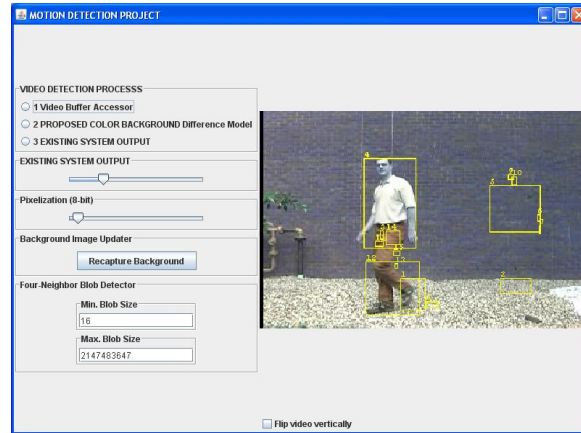 MOTION DETECTION PROJECT
VIDEO DETECTION PROCESSS
1 Video Buffer Accessor
2 PROPOSED COLOR BACKGROUND Difference Model
3 EXISTING SYSTEM OUTPUT
EXISTING SYSTEM OUTPUT
Pixelization (8-bit)
Background Image Updater
Recapture Background
Four-Neighbor Blob Detector
Min. Blob Size
16
Max. Blob Size
2147483647
4
12
Flip video vertically